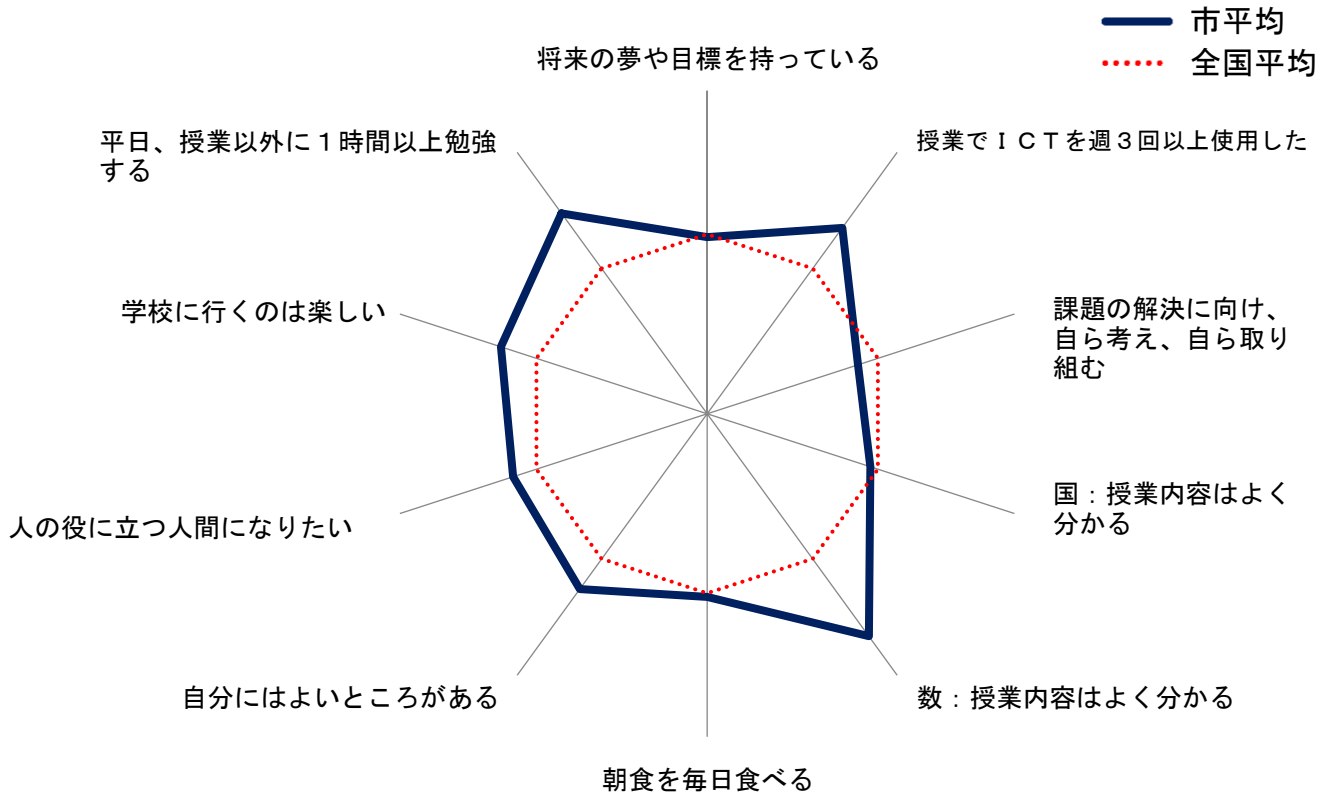 市平均
全国平均
将来の夢や目標を持っている
授業でＩＣＴを週３回以上使用した
課題の解決に向け、
自ら考え、自ら取り
組む
国：授業内容はよく
分かる
数：授業内容はよく分かる
朝食を毎日食べる
自分にはよいところがある
人の役に立つ人間になりたい
学校に行くのは楽しい
平日、授業以外に１時間以上勉強
する